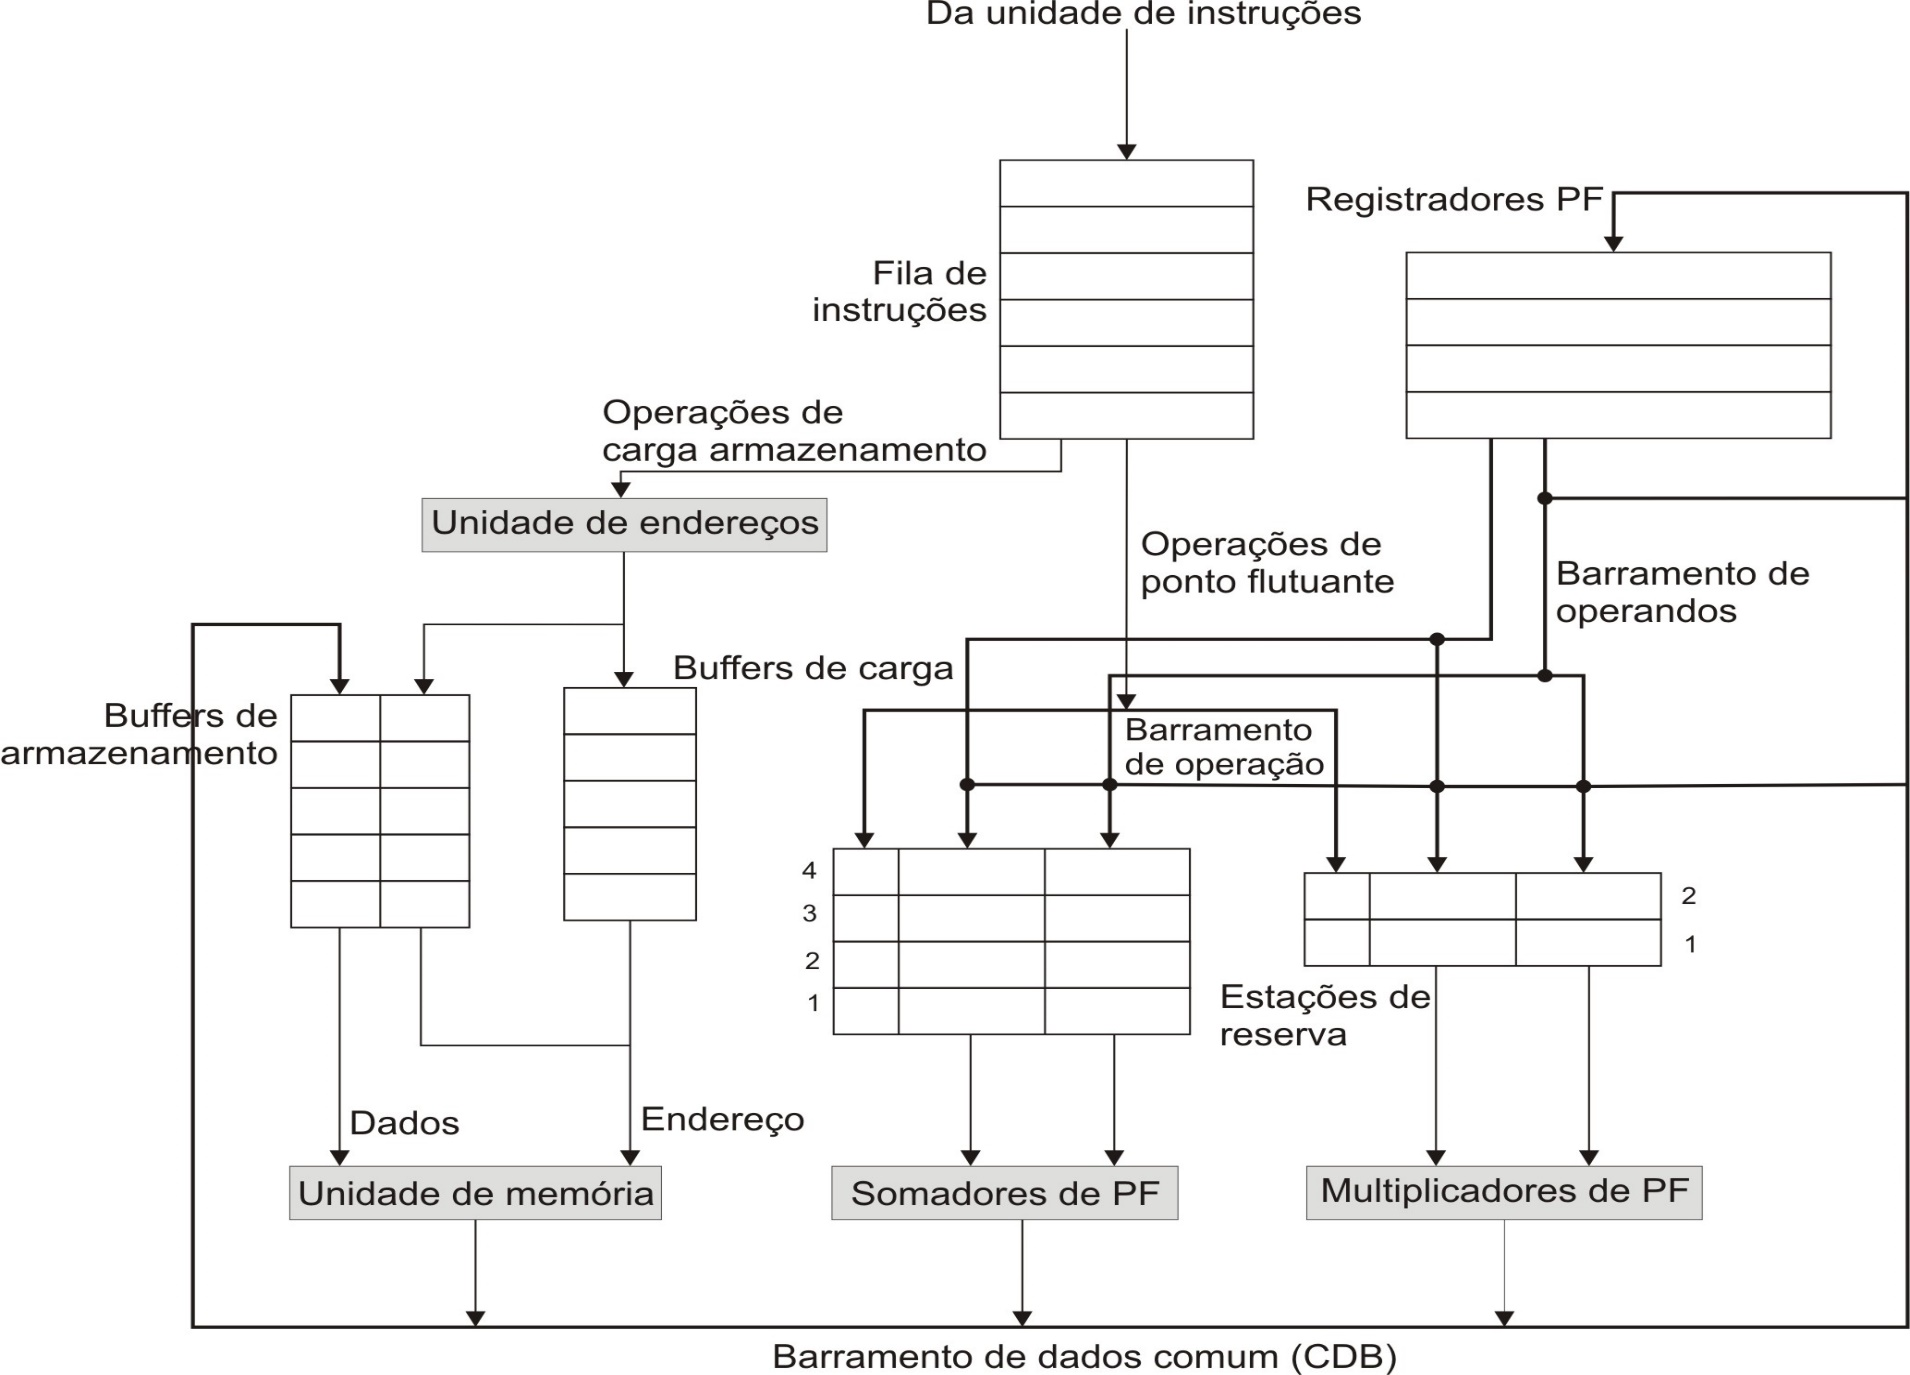 Da unidade de instruções
Registradores PF
Fila de
instruções
Operações de
carga armazenamento
Unidade de endereços
Operações de
ponto flutuante
Barramento de
operandos
Buffers de carga
Buffers de
armazenamento
Barramento
de operação
4
3
2
1
2
1
Estações de
reserva
Dados
Endereço
Unidade de memória
Somadores de PF
Multiplicadores de PF
Barramento de dados comum (CDB)